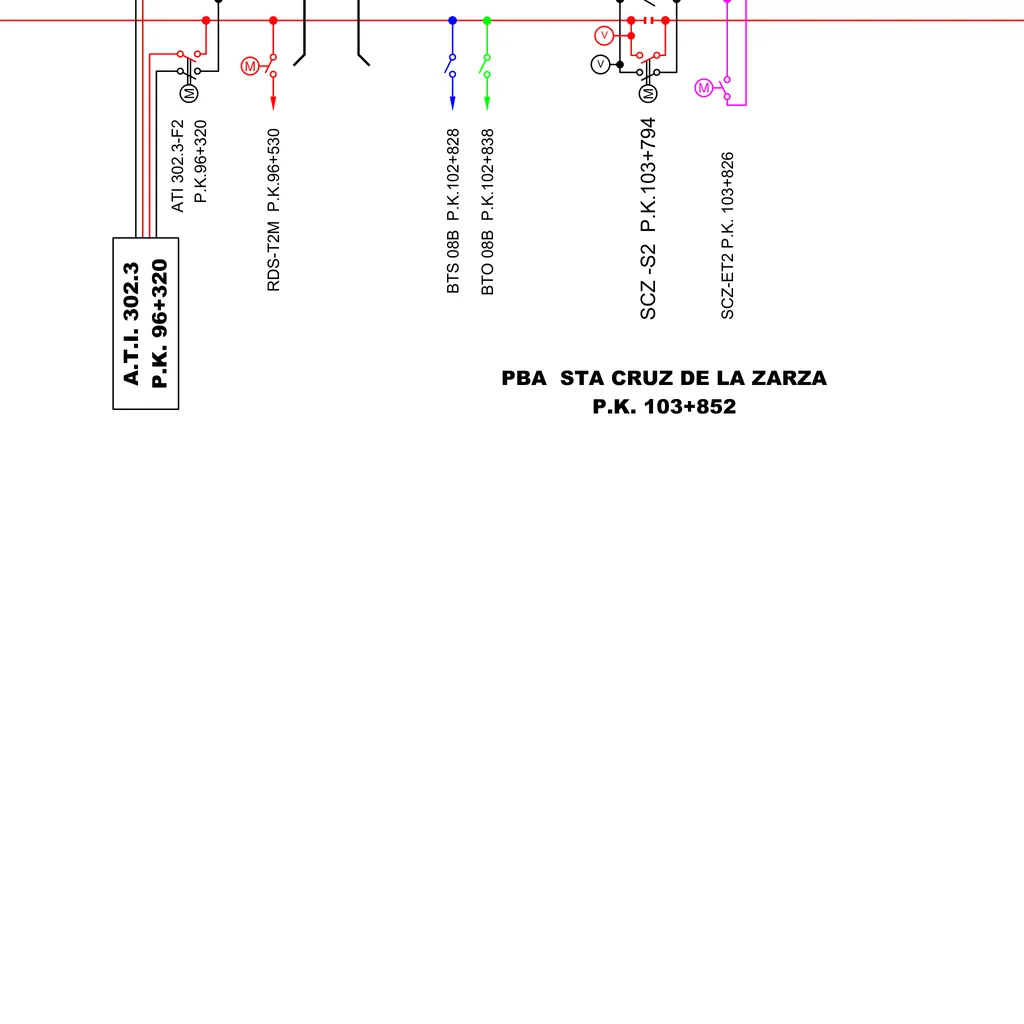 V
V
M
M
M
M
ATI 302.3-F2
P.K.96+320
RDS-T2M P.K.96+530
BTS 08B P.K.102+828
BTO 08B P.K.102+838
SCZ -S2 P.K.103+794
SCZ-ET2 P.K. 103+826
A.T.I. 302.3
P.K. 96+320
PBA STA CRUZ DE LA ZARZA
P.K. 103+852